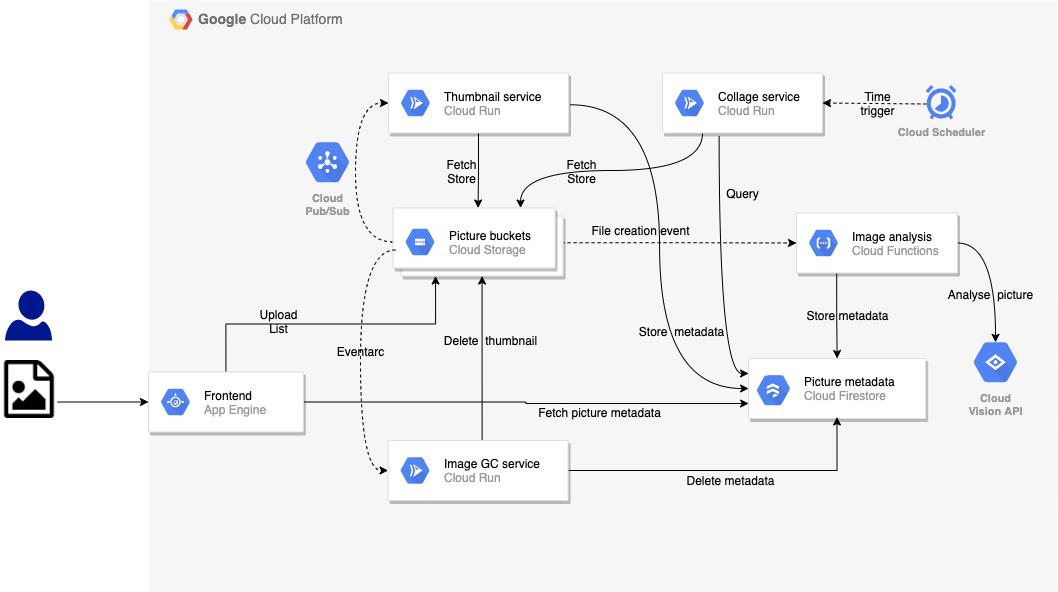 Google Cloud Platform
Thumbnail service
Cloud Run
Collage service
Cloud Run
Time
trigger
Cloud Scheduler
Cloud
Pub/Sub
Fetch
Store
Fetch
Store
Query
Picture buckets
Cloud Storage
File creation event
Image analysis
Cloud Functions
Analyse picture
Upload
List
Eventarc
Delete thumbnail
Store metadata
Store metadata
Frontend
App Engine
Fetch picture metadata
Picture metadata
Cloud Firestore
Cloud
Vision API
Image GC service
Cloud Run
Delete metadata